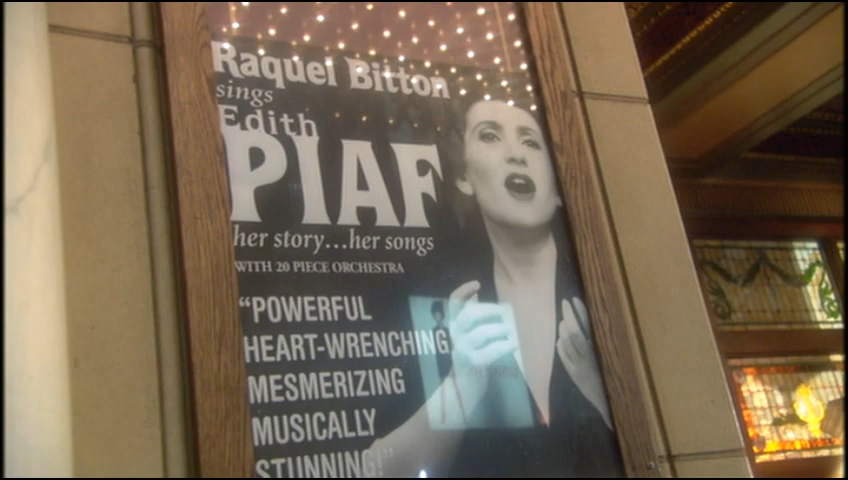 Raquel Bitton
sings
Edith
PIAF
her story...her songs
WITH 20 PIECE ORCHESTRA
"POWERFUL
HEART-WRENCHING
MESMERIZING
MUSICALLY
STUNNING!"